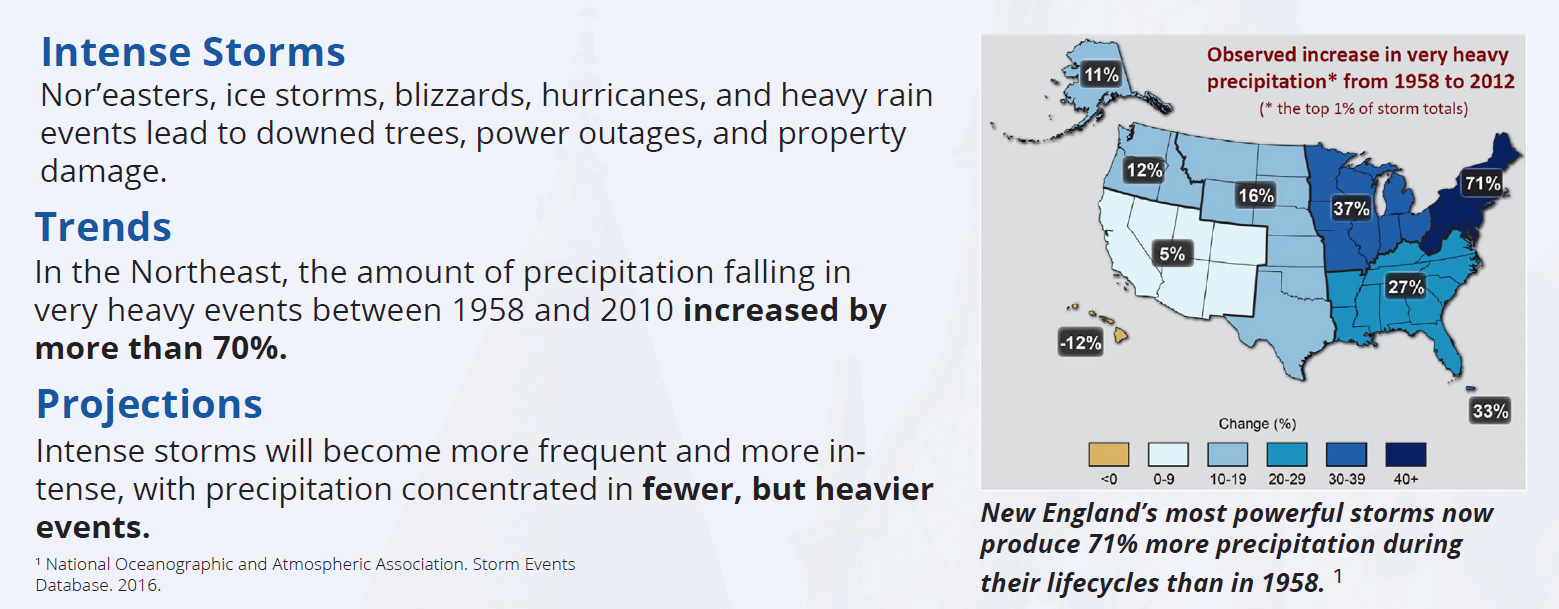 Intense Storms
Nor’easters, ice storms, blizzards, hurricanes, and heavy rain
events lead to downed trees, power outages, and property
damage.
Trends
In the Northeast, the amount of precipitation falling in
very heavy events between 1958 and 2010 increased by
more than 70%.
Projections
Intense storms will become more frequent and more in-
tense, with precipitation concentrated in fewer, but heavier
events.
¹ National Oceanographic and Atmospheric Association. Storm Events
Database. 2016.
Observed increase in very heavy
precipitation* from 1958 to 2012
(* the top 1% of storm totals)
11%
12%
16%
37%
71%
5%
27%
-12%
33%
Change (%)
<0 0-9 10-19 20-29 30-39 40+
New England’s most powerful storms now
produce 71% more precipitation during
their lifecycles than in 1958. ¹